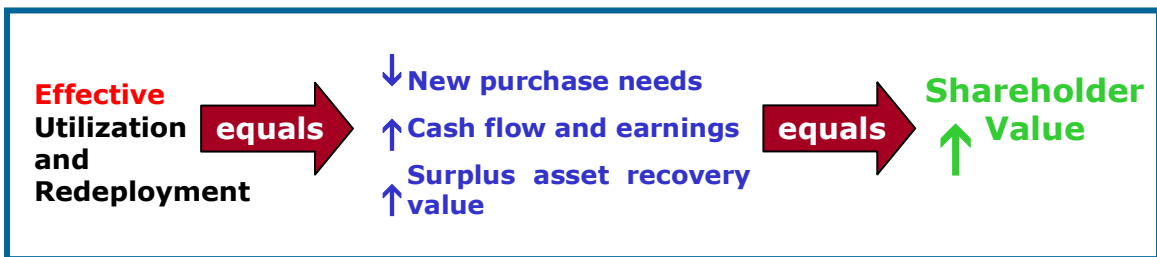 Effective
Utilization
and
Redeployment
equals
↓ New purchase needs
↑ Cash flow and earnings
↑ Surplus asset recovery
value
equals
Shareholder
↑ Value